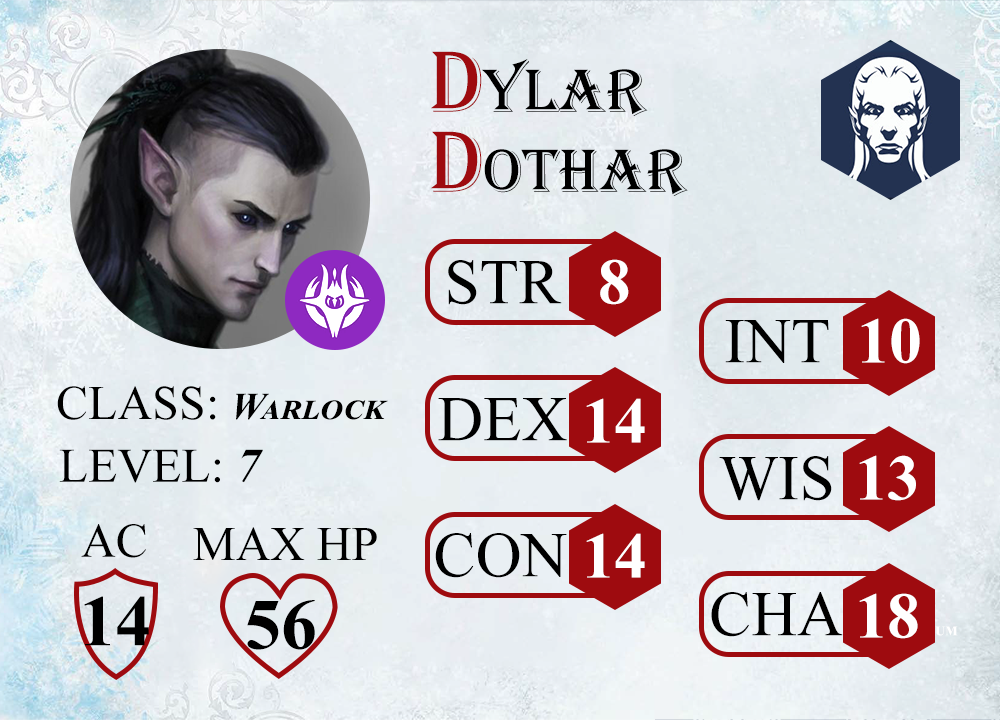 DYLAR
DOTHAR
STR 8
INT 10
DEX 14
WIS 13
CON 14
CHA 18
CLASS: WARLOCK
LEVEL: 7
AC
14
MAX HP
56
UM